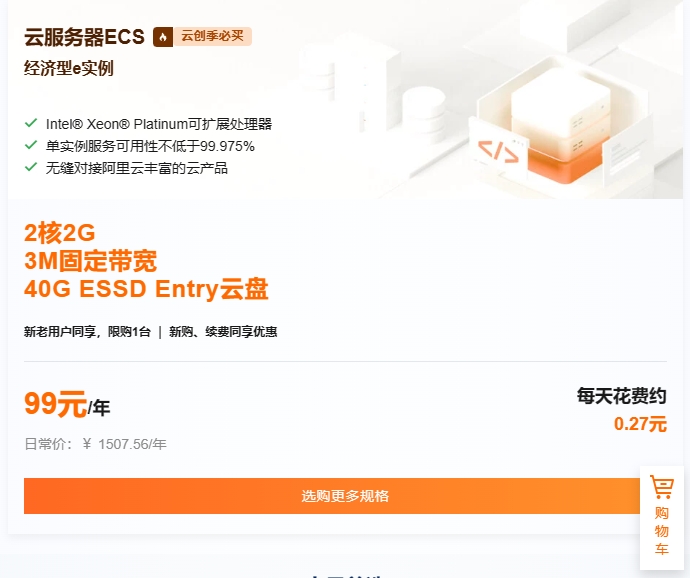 云服务器ECS 云创季必买
经济型e实例
Intel® Xeon® Platinum可扩展处理器
单实例服务可用性不低于99.975%
无缝对接阿里云丰富的云产品
</>
2核2G
3M固定带宽
40G ESSD Entry云盘
新老用户同享，限购1台 ｜ 新购、续费同享优惠
99元/年
每天花费约
0.27元
日常价： ￥ 1507.56/年
选购更多规格
购
物
车